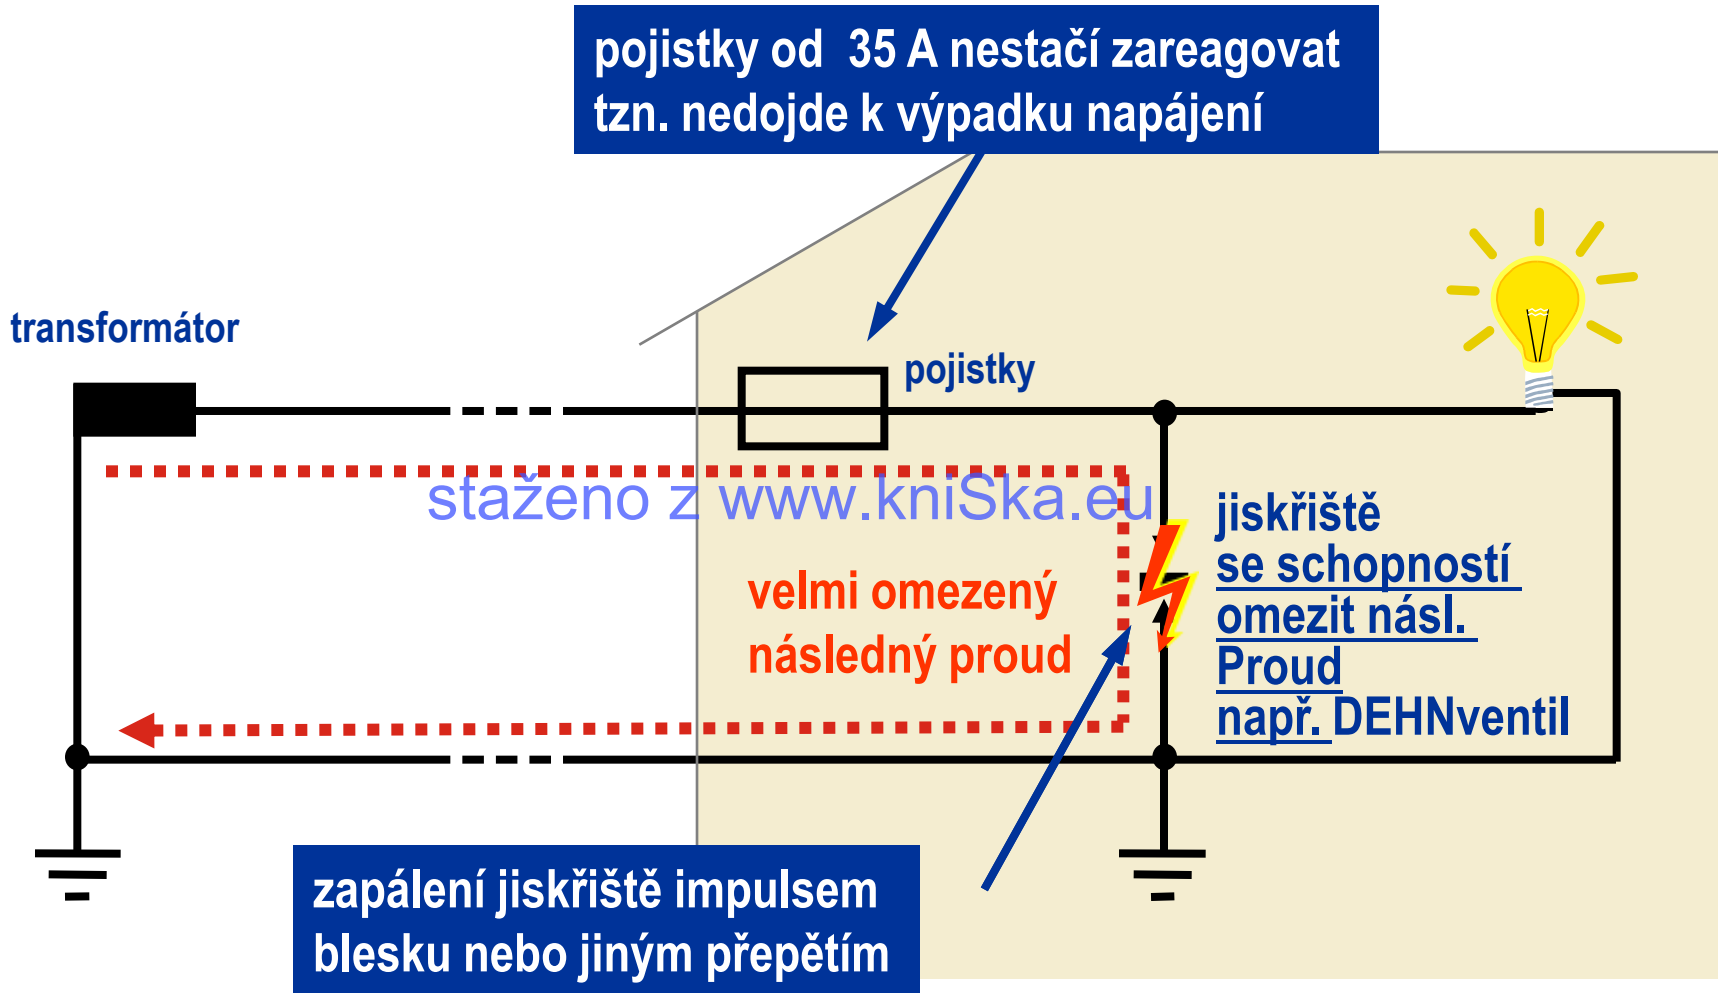 pojistky od  35 A nestačí zareagovat
tzn. nedojde k výpadku napájení
transformátor
pojistky
staženo z www.kniSka.eu
jiskřiště
se schopností
omezit násl.
Proud
např. DEHNventil
velmi omezený
následný proud
zapálení jiskřiště impulsem
blesku nebo jiným přepětím